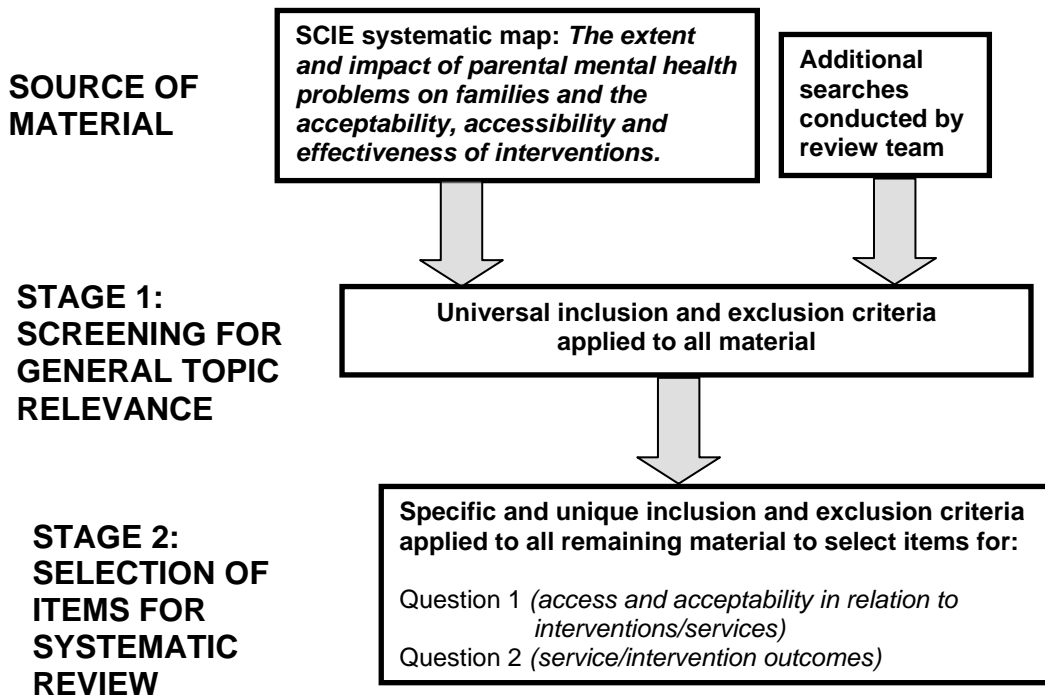 SOURCE OF
MATERIAL
SCIE systematic map: The extent
and impact of parental mental health
problems on families and the
acceptability, accessibility and
effectiveness of interventions.
Additional
searches
conducted by
review team
STAGE 1:
SCREENING FOR
GENERAL TOPIC
RELEVANCE
Universal inclusion and exclusion criteria
applied to all material
STAGE 2:
SELECTION OF
ITEMS FOR
SYSTEMATIC
REVIEW
Specific and unique inclusion and exclusion criteria
applied to all remaining material to select items for:
Question 1 (access and acceptability in relation to
interventions/services)
Question 2 (service/intervention outcomes)